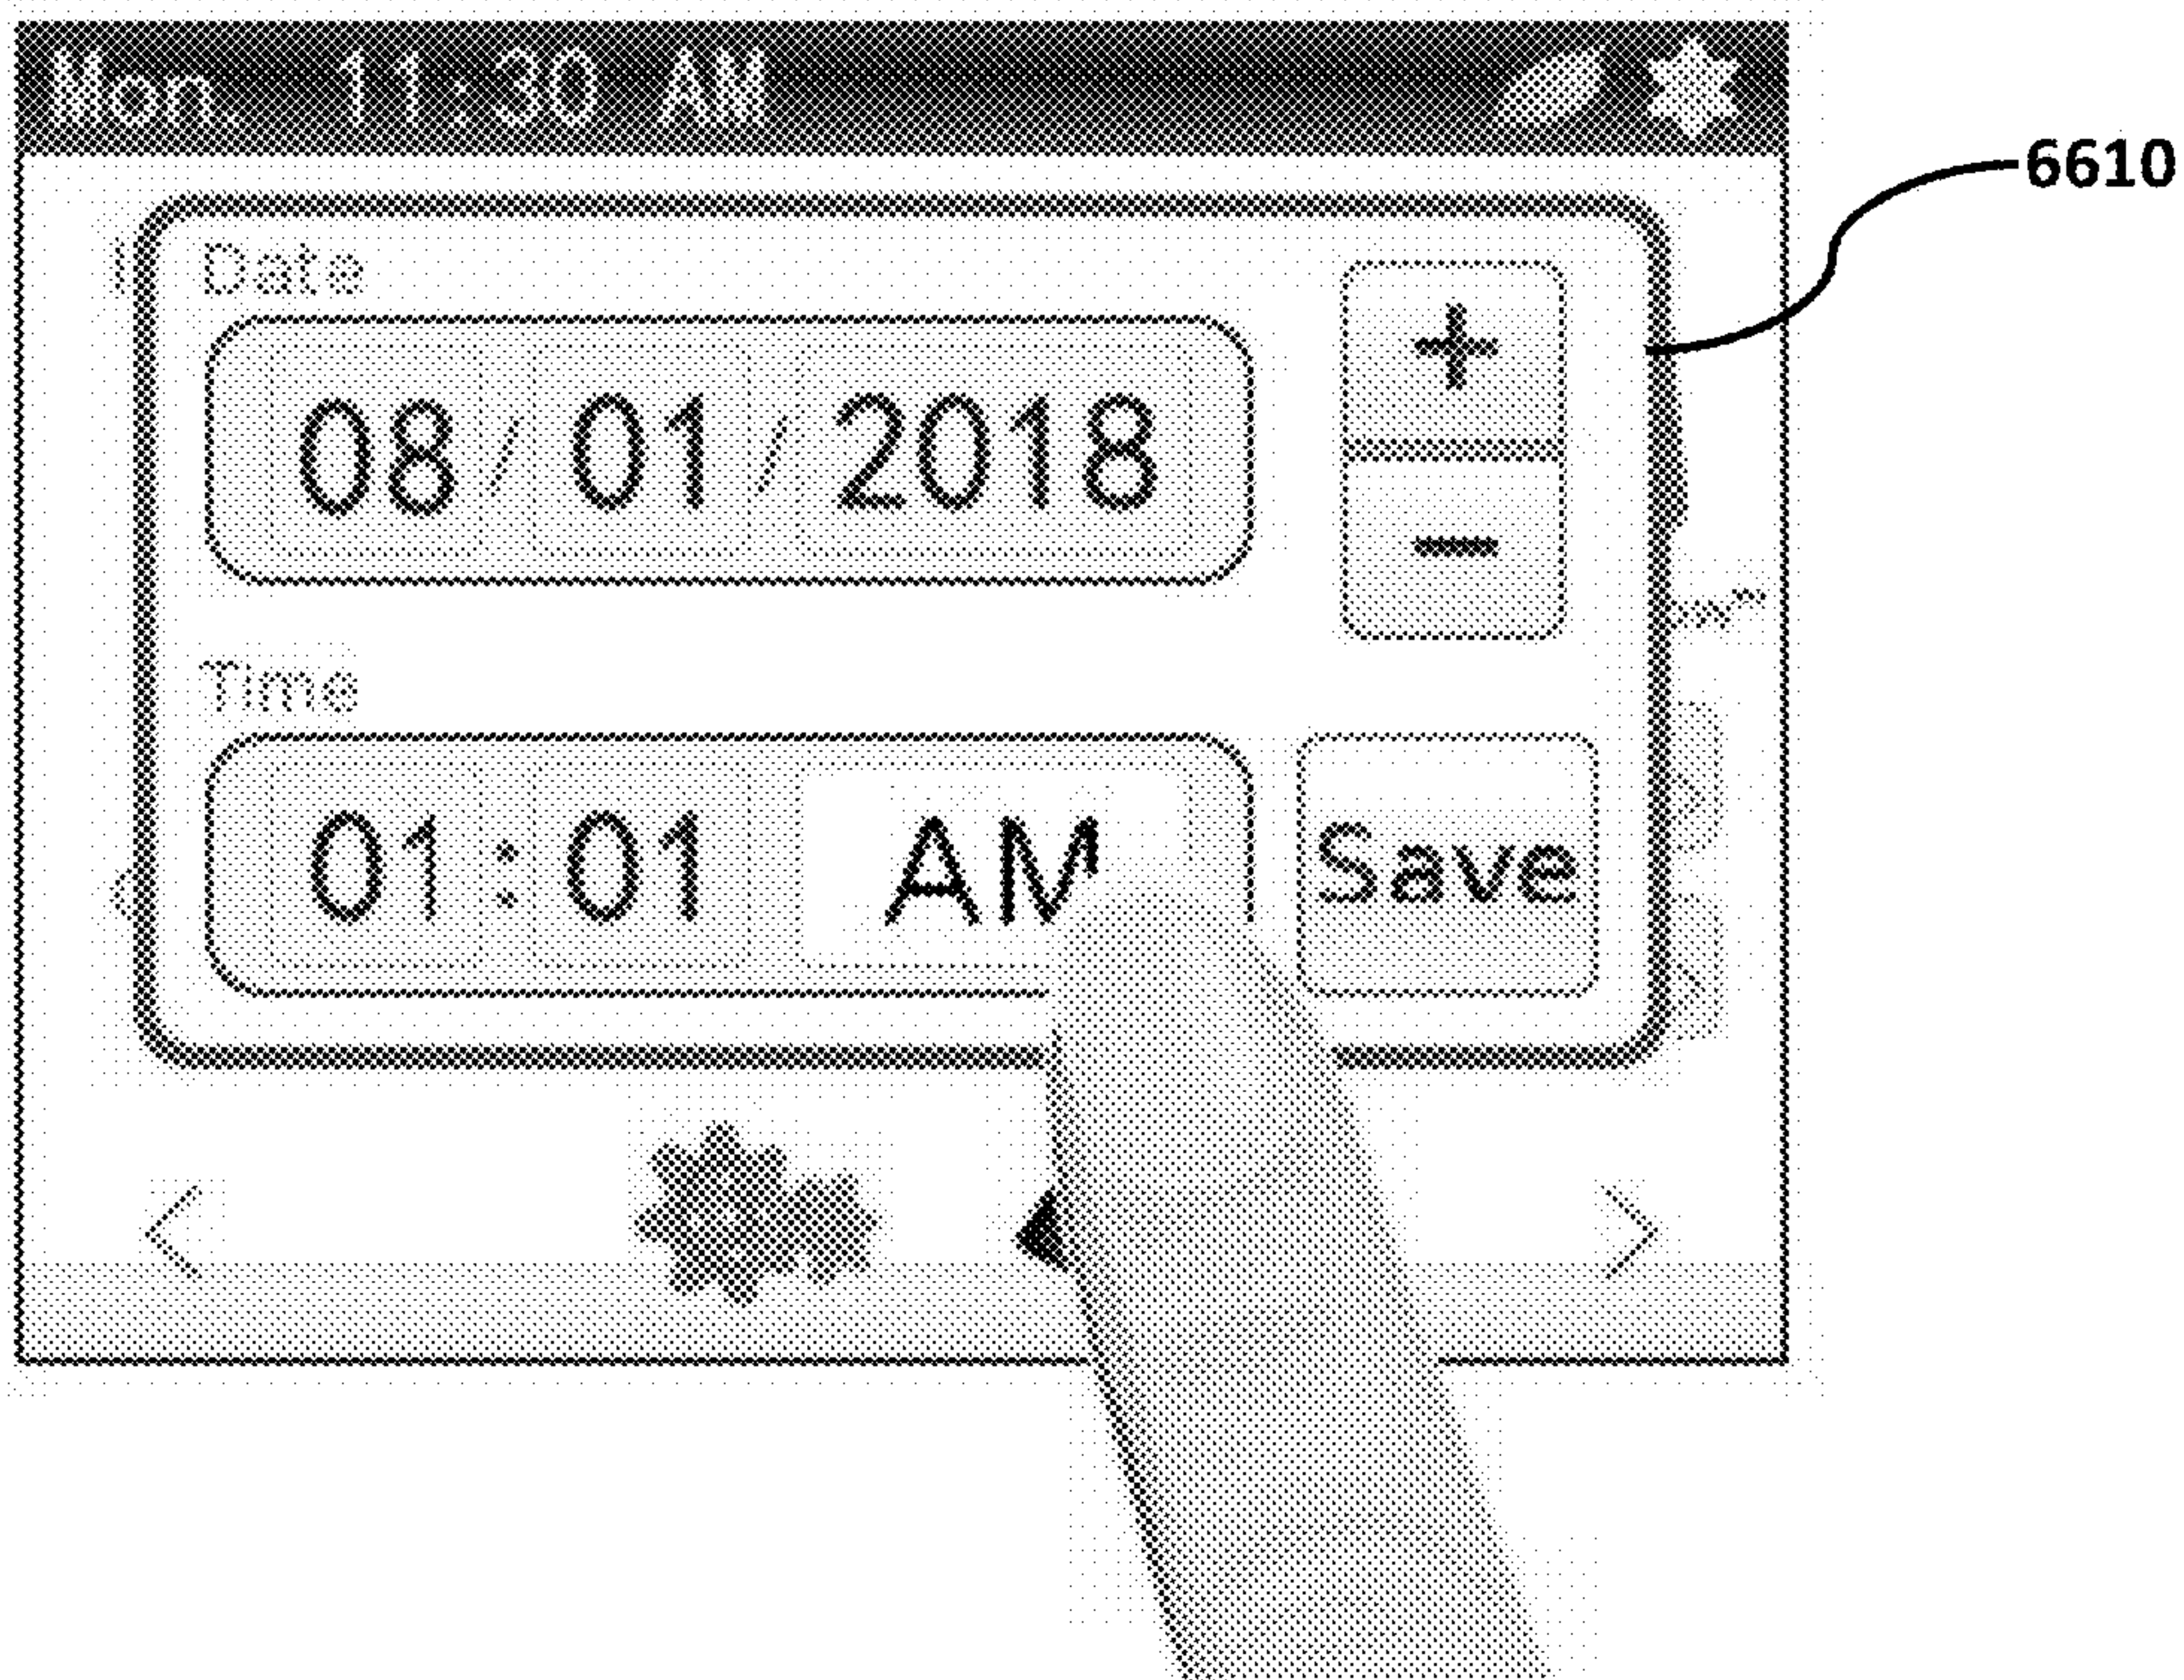 Mon. 11:30 AM
6610
Date
+
08/01/2018
-
Time
01:01 AM
Save